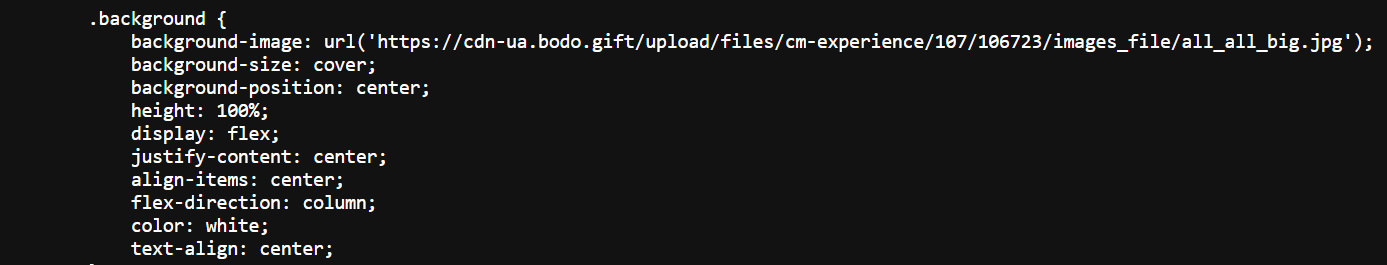 .background {
background-image: url('https://cdn-ua.bodo.gift/upload/files/cm-experience/107/106723/images_file/all_all_big.jpg');
background-size: cover;
background-position: center;
height: 100%;
display: flex;
justify-content: center;
align-items: center;
flex-direction: column;
color: white;
text-align: center;